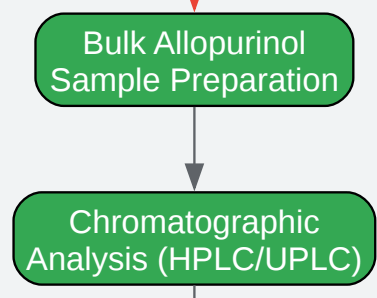 Bulk Allopurinol
Sample Preparation
Chromatographic
Analysis (HPLC/UPLC)